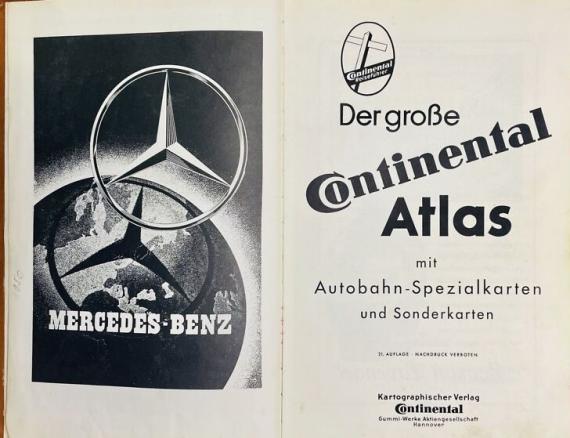 MERCEDES-BENZ
Continental
Reiseführer
Der große
Continental
Atlas
mit
Autobahn-Spezialkarten
und Sonderkarten
21. AUFLAGE · NACHDRUCK VERBOTEN
Kartographischer Verlag
Continental
Gummi-Werke Aktiengesellschaft
Hannover